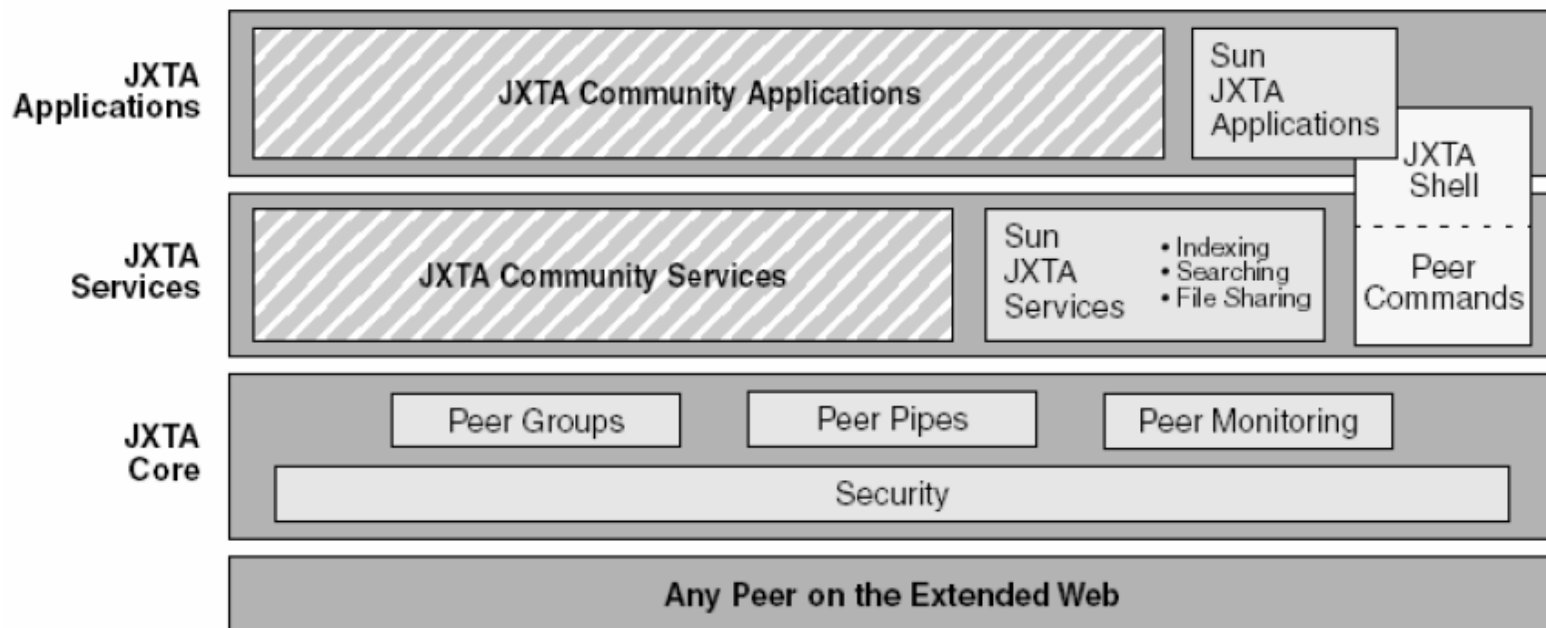 JXTA
Applications
JXTA Community Applications
Sun
JXTA
Applications
JXTA
Shell
Peer
Commands
JXTA
Services
JXTA Community Services
Sun
JXTA
Services
• Indexing
• Searching
• File Sharing
JXTA
Core
Peer Groups
Peer Pipes
Peer Monitoring
Security
Any Peer on the Extended Web